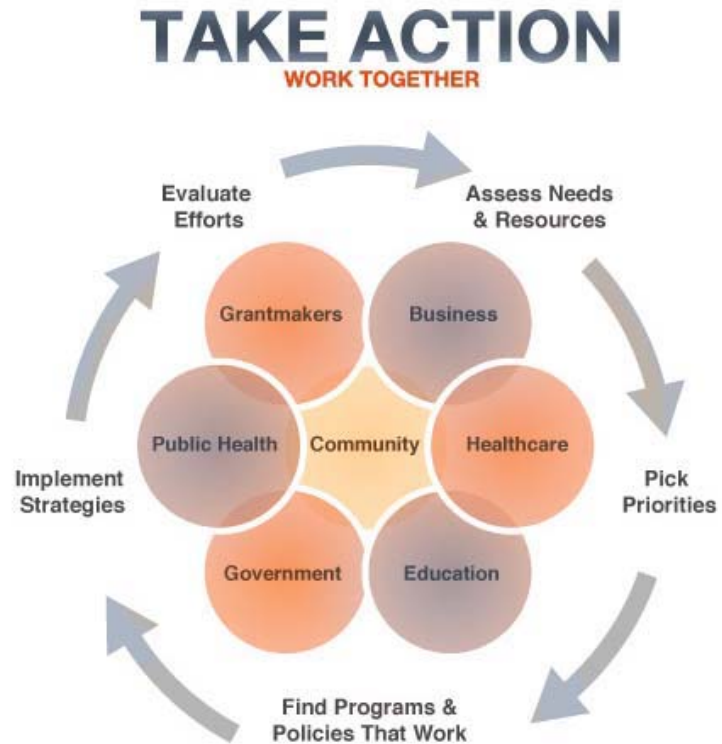 TAKE ACTION
WORK TOGETHER
Evaluate
Efforts
Assess Needs
& Resources
Grantmakers
Business
Public Health
Community
Healthcare
Implement
Strategies
Pick
Priorities
Government
Education
Find Programs &
Policies That Work